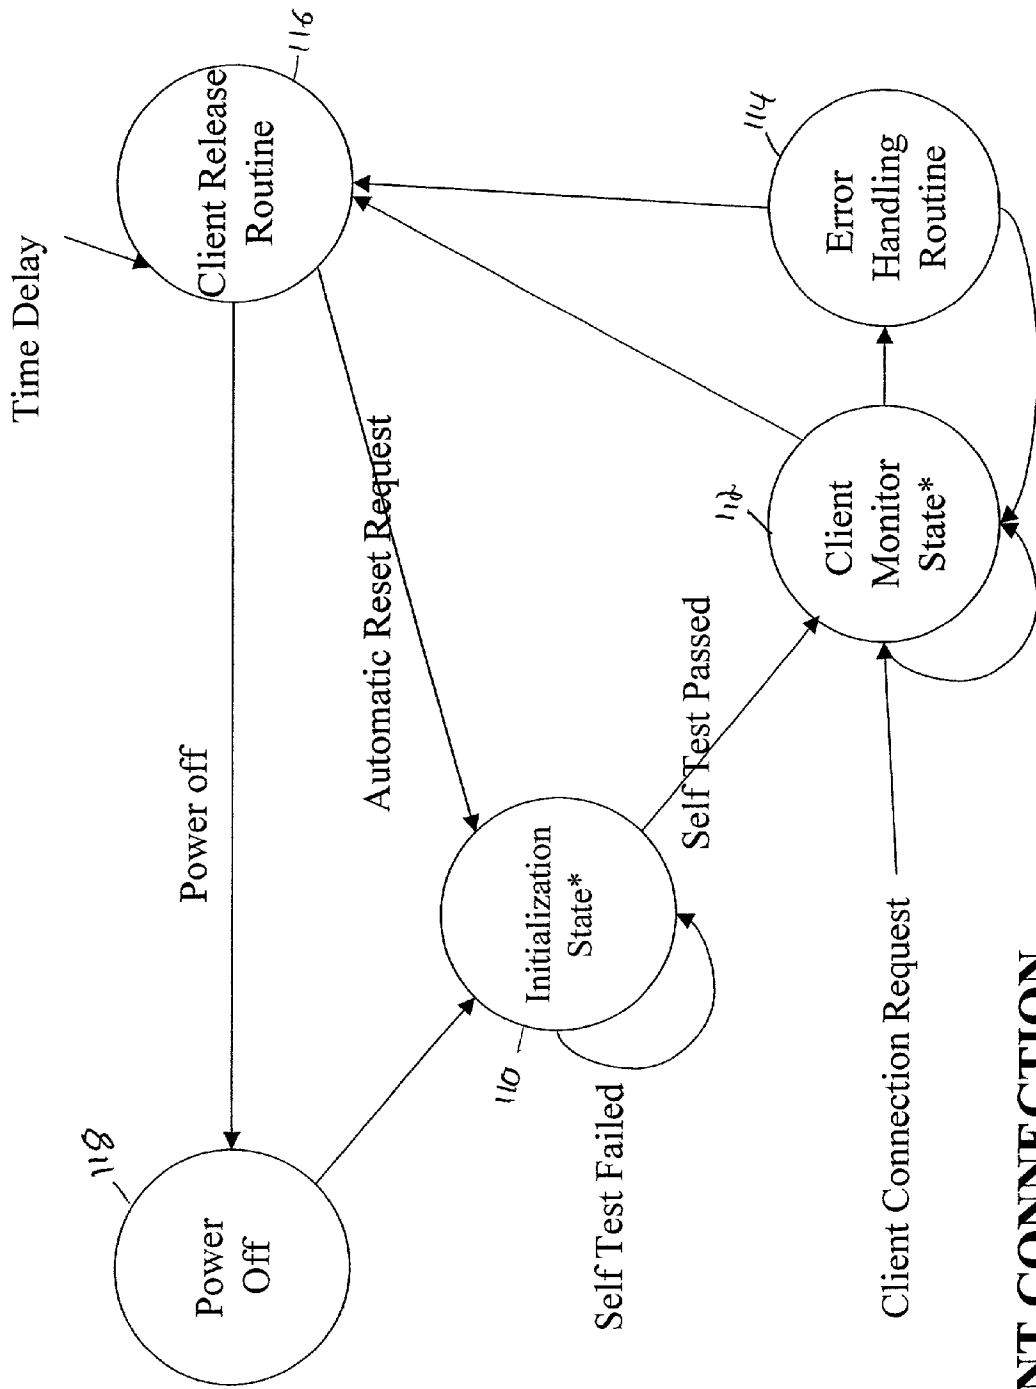 Time Delay
Client Release
Routine
116
Power off
Power
Off
118
Automatic Reset Request
Initialization
State*
110
Self Test Failed
Self Test Passed
Error
Handling
Routine
114
Client
Monitor
State*
112
Client Connection Request
CONNECTION